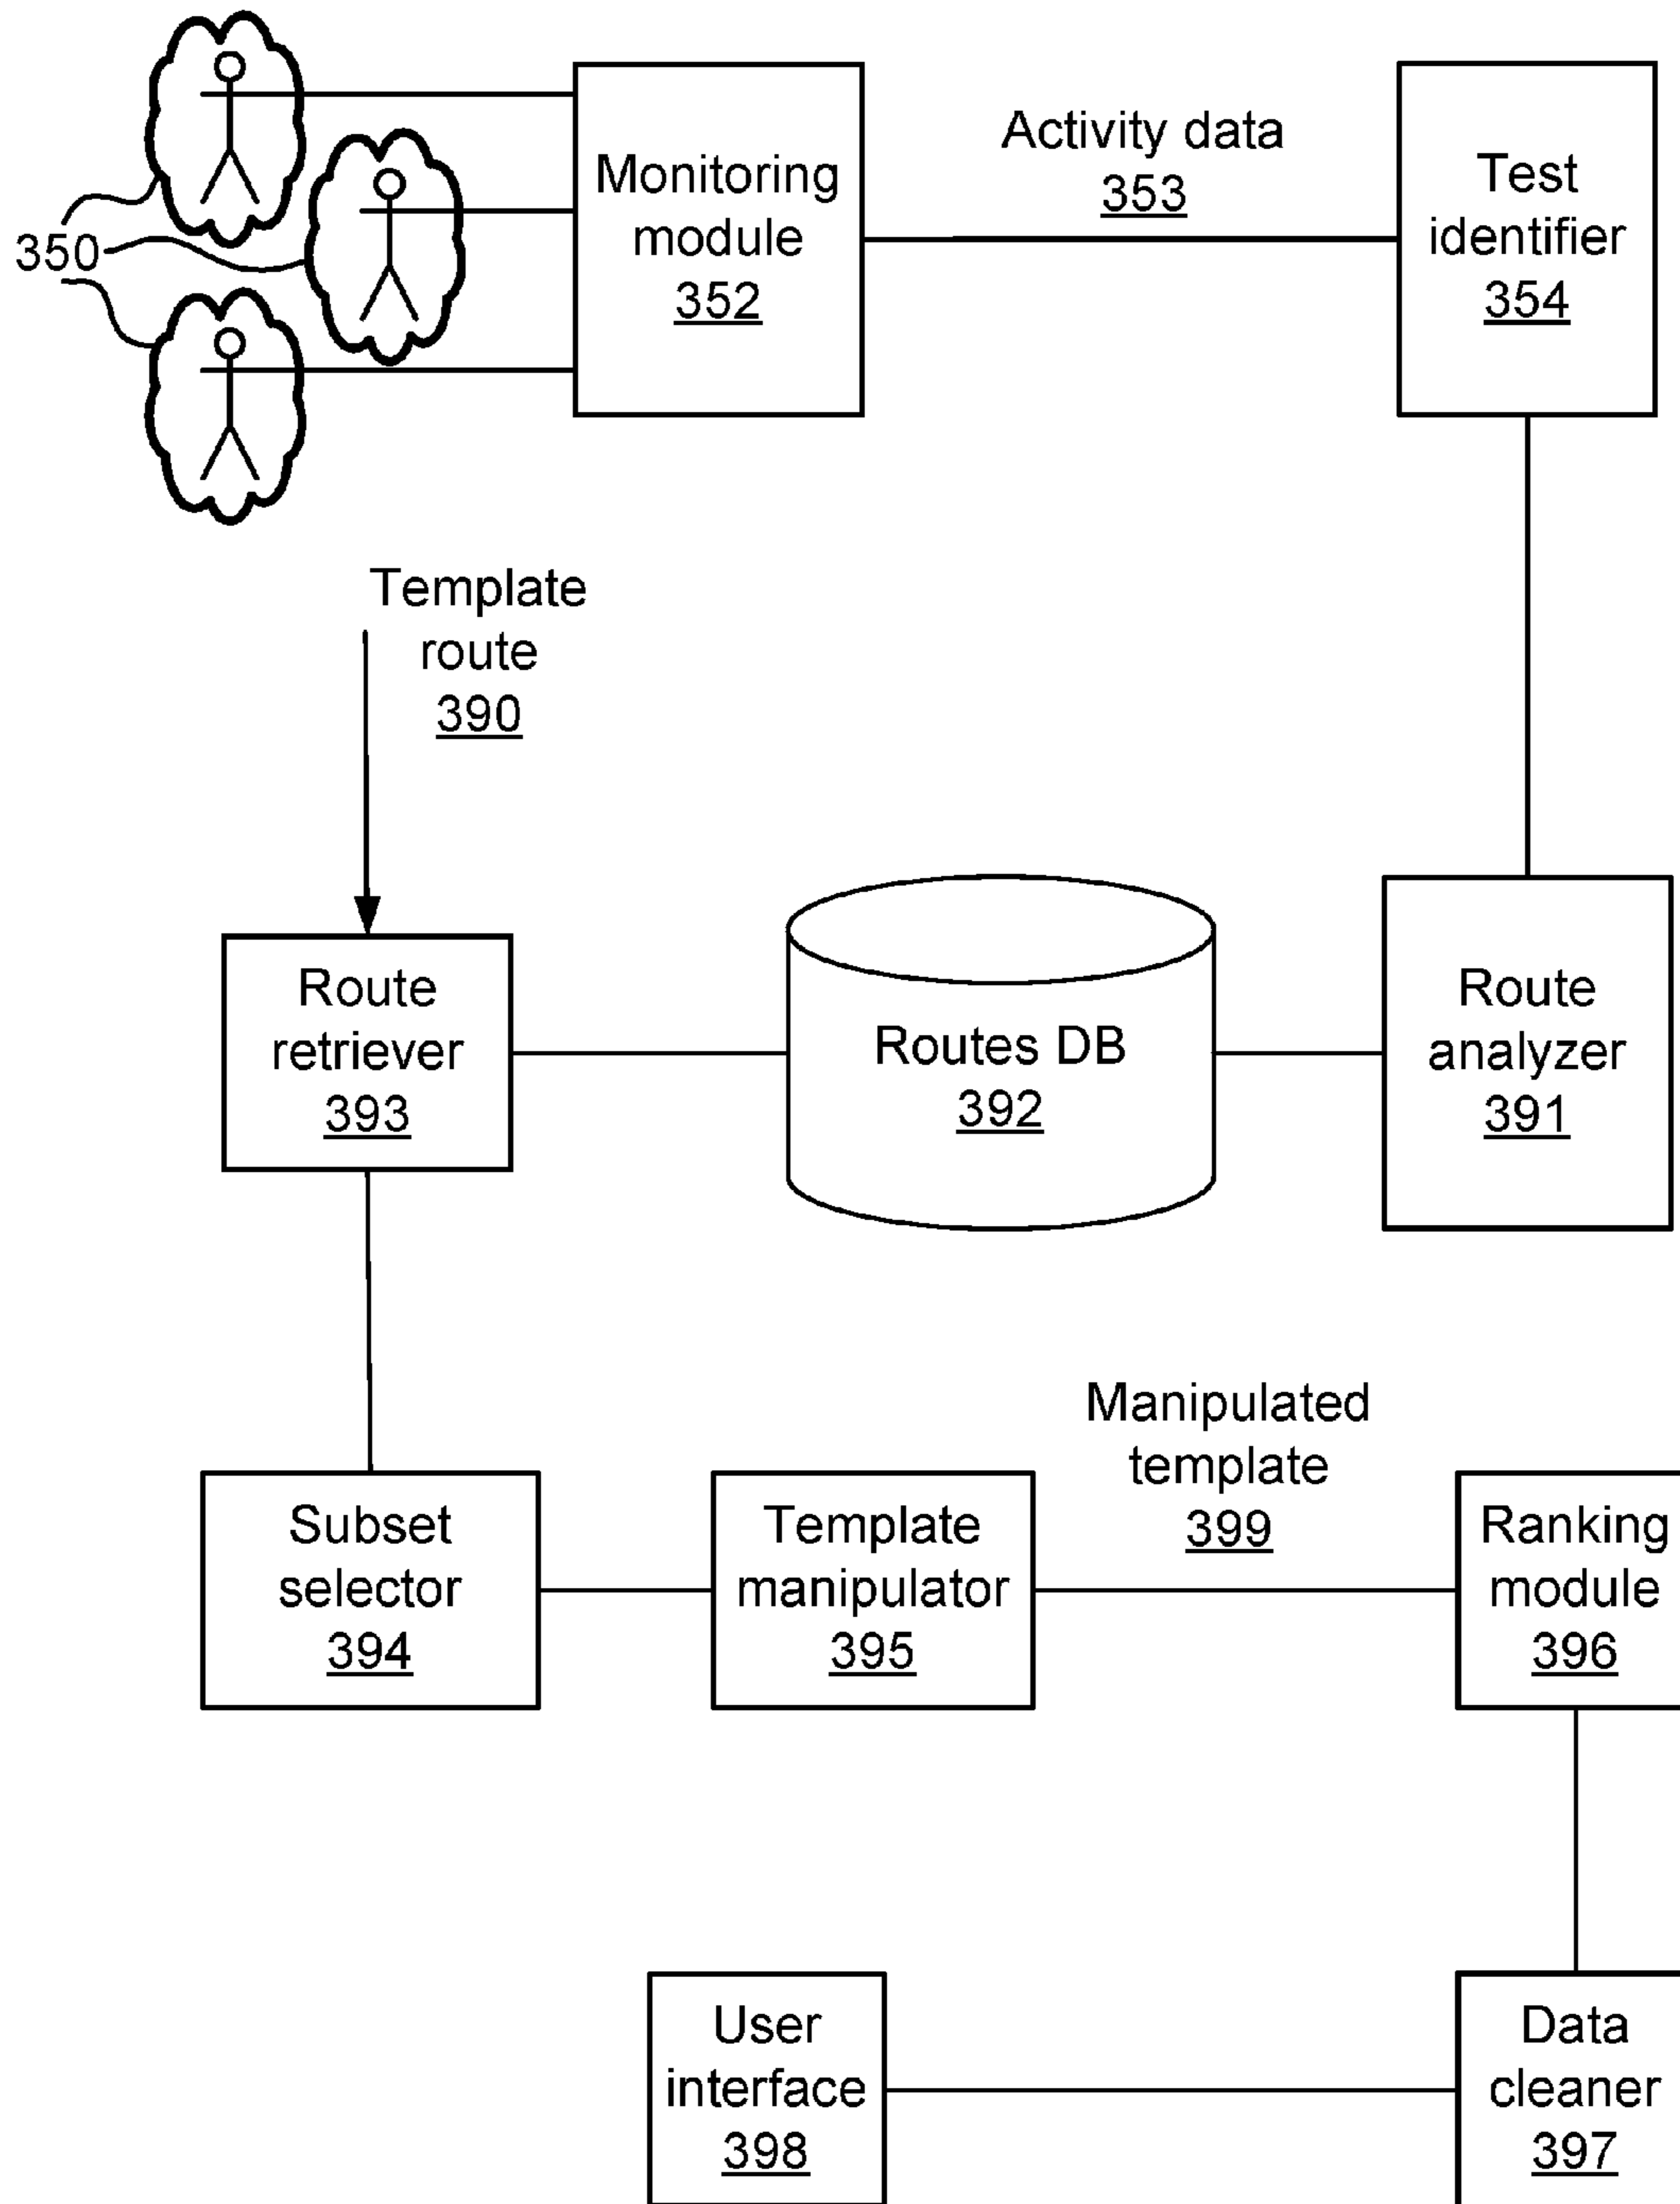 350
Monitoring
module
352
Activity data
353
Test
identifier
354
Template
route
390
Route
retriever
393
Routes DB
392
Route
analyzer
391
Subset
selector
394
Template
manipulator
395
Manipulated
template
399
Ranking
module
396
User
interface
398
Data
cleaner
397